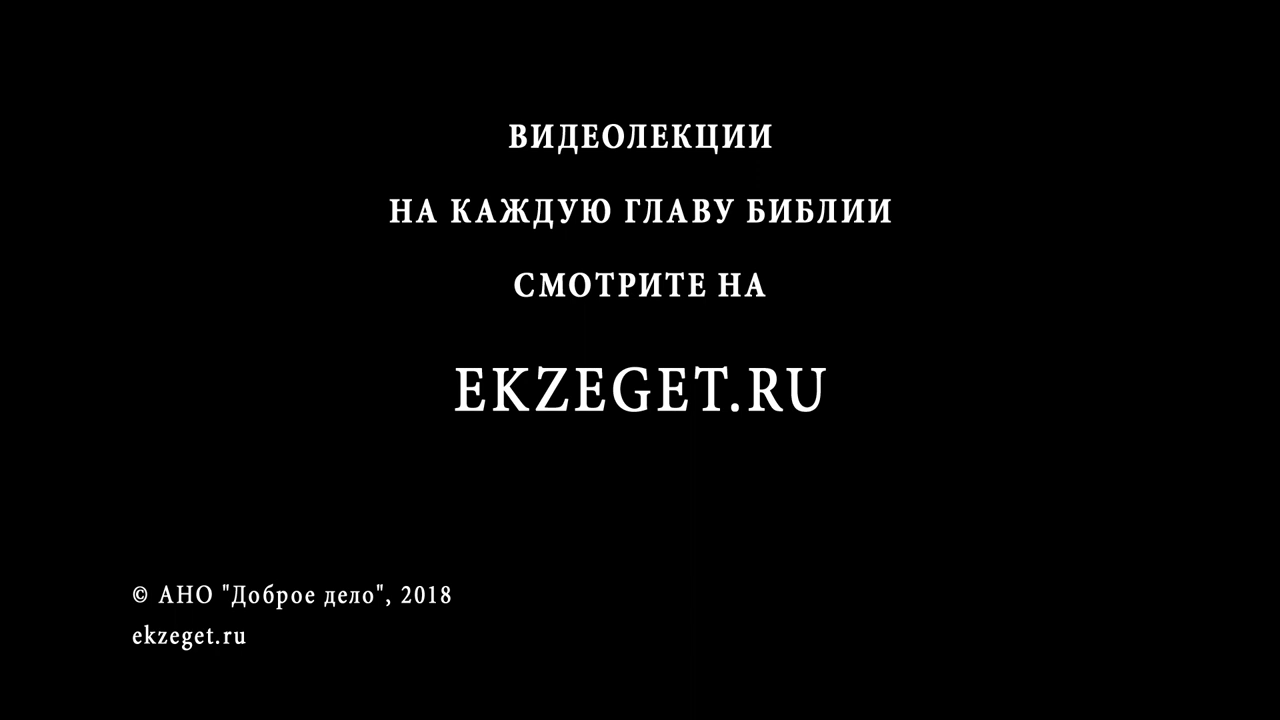 ВИДЕОЛЕКЦИИ
НА КАЖДУЮ ГЛАВУ БИБЛИИ
СМОТРИТЕ НА
EKZEGET.RU
© АНО "Доброе дело", 2018
ekzeget.ru